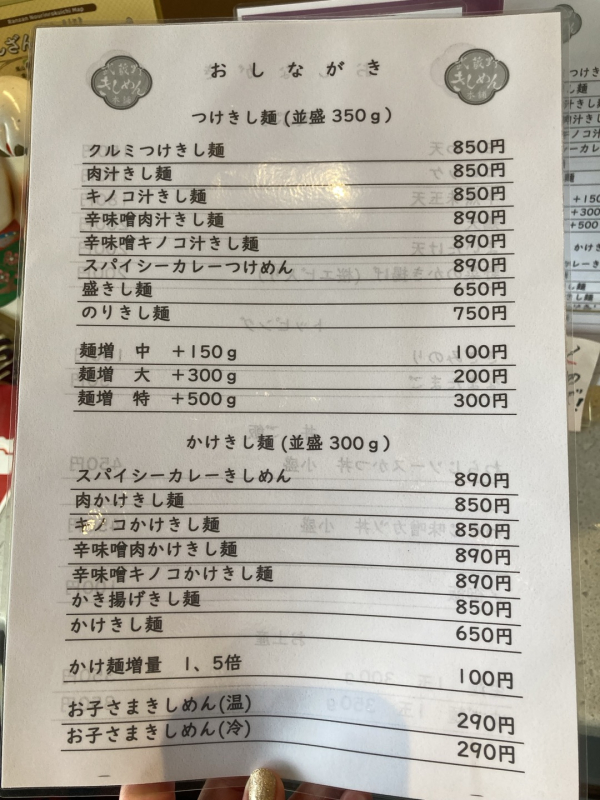 おしながき
きしめん
きしめん
つけきし麺 (並盛 350g)
クルミつけきし麺 850円
肉汁きし麺 850円
キノコ汁きし麺 850円
辛味噌肉汁きし麺 890円
辛味噌キノコ汁きし麺 890円
スパイシーカレーつけめん 890円
盛きし麺 650円
のりきし麺 750円
麺増 中 +150g 100円
麺増 大 +300g 200円
麺増 特 +500g 300円
かけきし麺 (並盛 300g)
スパイシーカレーきしめん 890円
肉かけきし麺 850円
キノコかけきし麺 850円
辛味噌肉かけきし麺 890円
辛味噌キノコかけきし麺 890円
かき揚げきし麺 850円
かけきし麺 650円
かけ麺増量 1、5倍 100円
お子さまきしめん(温) 290円
お子さまきしめん(冷) 290円